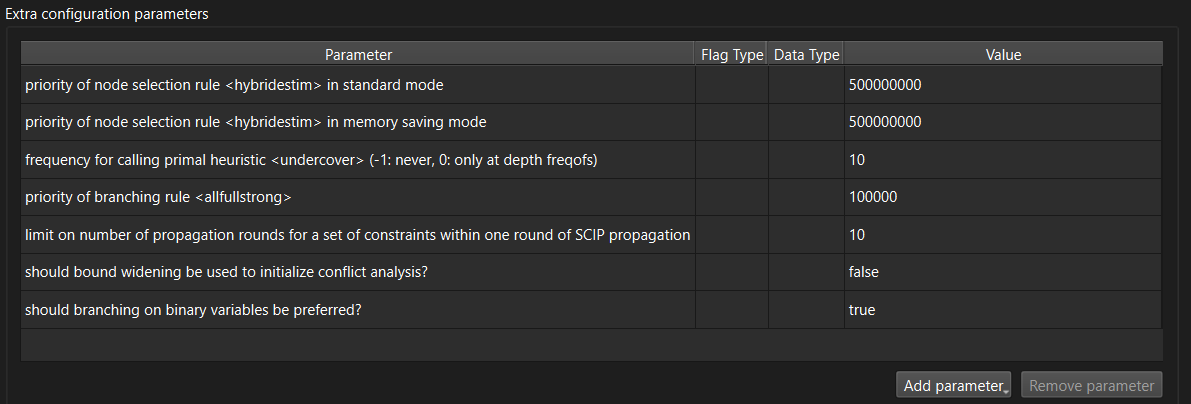 Extra configuration parameters
Parameter Flag Type Data Type Value
priority of node selection rule <hybridestim> in standard mode 500000000
priority of node selection rule <hybridestim> in memory saving mode 500000000
frequency for calling primal heuristic <undercover> (-1: never, 0: only at depth freqofs) 10
priority of branching rule <allfullstrong> 100000
limit on number of propagation rounds for a set of constraints within one round of SCIP propagation 10
should bound widening be used to initialize conflict analysis? false
should branching on binary variables be preferred? true
Add parameter Remove parameter